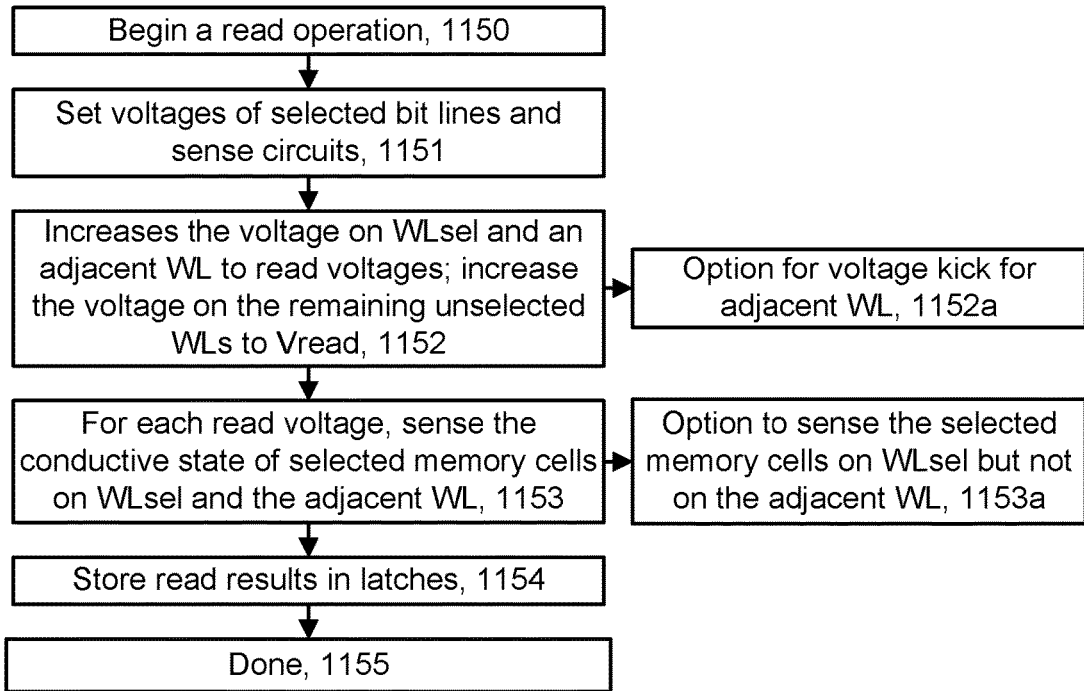 Begin a read operation, 1150
Set voltages of selected bit lines and
sense circuits, 1151
Increases the voltage on WLsel and an
adjacent WL to read voltages; increase
the voltage on the remaining unselected
WLs to Vread, 1152
Option for voltage kick for
adjacent WL, 1152a
For each read voltage, sense the
conductive state of selected memory cells
on WLsel and the adjacent WL, 1153
Option to sense the selected
memory cells on WLsel but not
on the adjacent WL, 1153a
Store read results in latches, 1154
Done, 1155